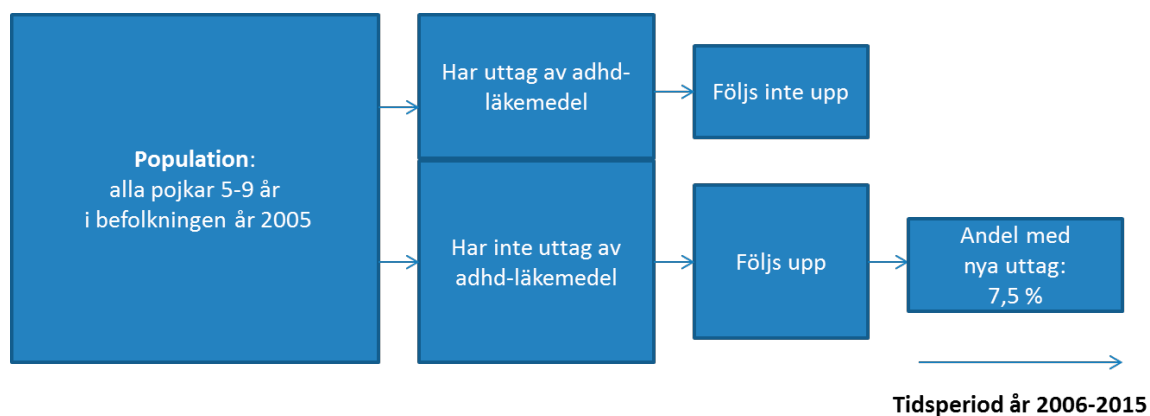 Population:
alla pojkar 5-9 år
i befolkningen år 2005
Har uttag av adhd-
läkemedel
Följs inte upp
Har inte uttag av
adhd-läkemedel
Följs upp
Andel med
nya uttag:
7,5 %
Tidsperiod år 2006-2015